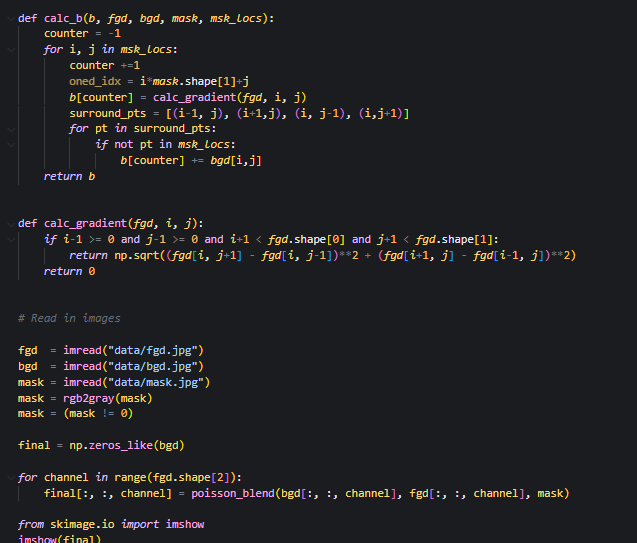 def calc_b(b, fgd, bgd, mask, msk_locs):
    counter = -1
    for i, j in msk_locs:
        counter +=1
        oned_idx = i*mask.shape[1]+j
        b[counter] = calc_gradient(fgd, i, j)
        surround_pts = [(i-1, j), (i+1,j), (i, j-1), (i,j+1)]
        for pt in surround_pts:
            if not pt in msk_locs:
                b[counter] += bgd[i,j]
    return b
def calc_gradient(fgd, i, j):
    if i-1 >= 0 and j-1 >= 0 and i+1 < fgd.shape[0] and j+1 < fgd.shape[1]:
        return np.sqrt((fgd[i, j+1] - fgd[i, j-1])**2 + (fgd[i+1, j] - fgd[i-1, j])**2)
    return 0
# Read in images
fgd  = imread("data/fgd.jpg")
bgd  = imread("data/bgd.jpg")
mask = imread("data/mask.jpg")
mask = rgb2gray(mask)
mask = (mask != 0)
final = np.zeros_like(bgd)
for channel in range(fgd.shape[2]):
    final[:, :, channel] = poisson_blend(bgd[:, :, channel], fgd[:, :, channel], mask)
from skimage.io import imshow
imshow(final)